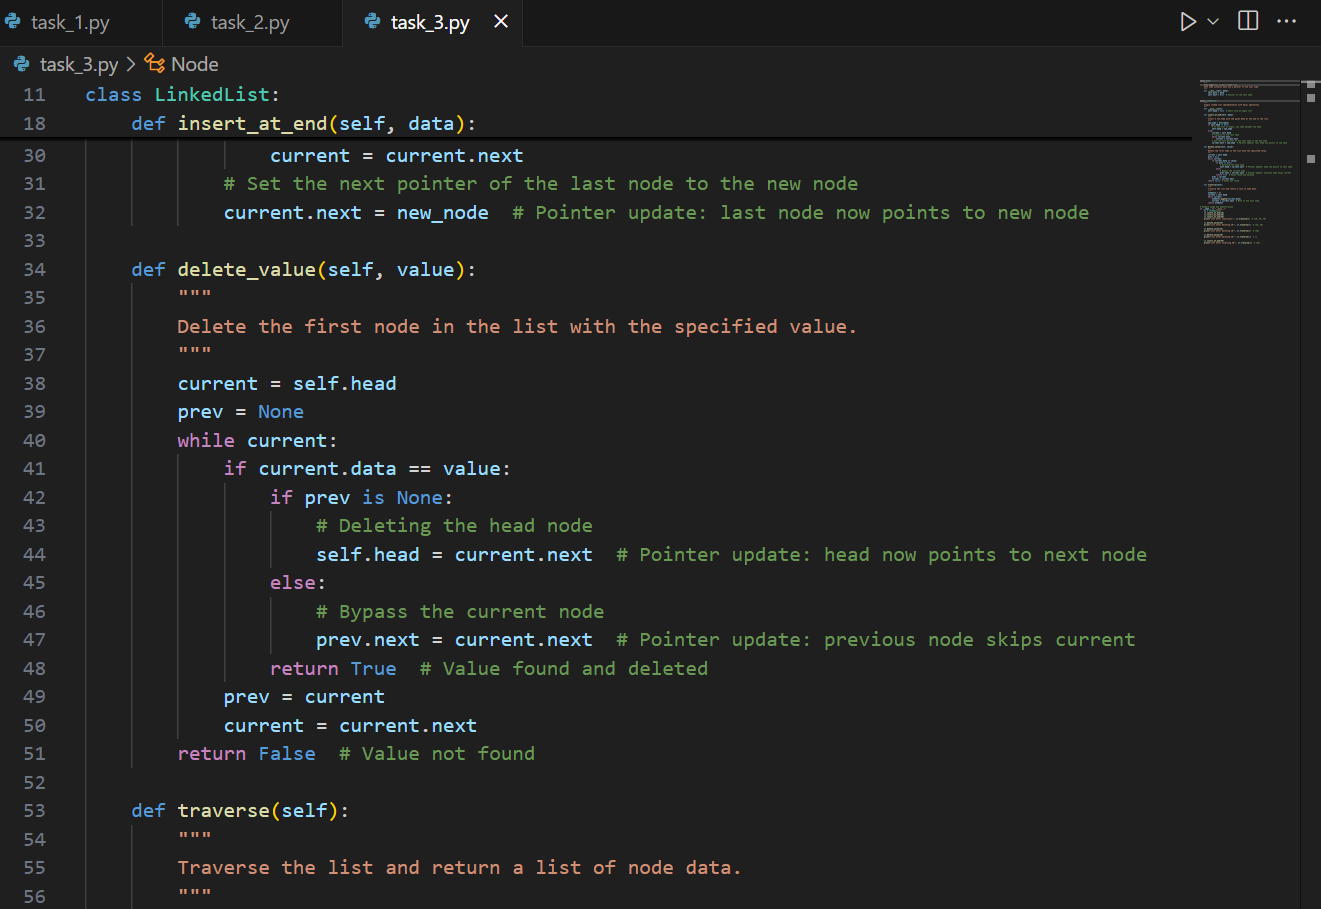 task_1.py task_2.py task_3.py
task_3.py > Node
11 class LinkedList:
18     def insert_at_end(self, data):
30                 current = current.next
31             # Set the next pointer of the last node to the new node
32             current.next = new_node  # Pointer update: last node now points to new node
33
34     def delete_value(self, value):
35         """
36         Delete the first node in the list with the specified value.
37         """
38         current = self.head
39         prev = None
40         while current:
41             if current.data == value:
42                 if prev is None:
43                     # Deleting the head node
44                     self.head = current.next  # Pointer update: head now points to next node
45                 else:
46                     # Bypass the current node
47                     prev.next = current.next  # Pointer update: previous node skips current
48                 return True  # Value found and deleted
49             prev = current
50             current = current.next
51         return False  # Value not found
52
53     def traverse(self):
54         """
55         Traverse the list and return a list of node data.
56         """